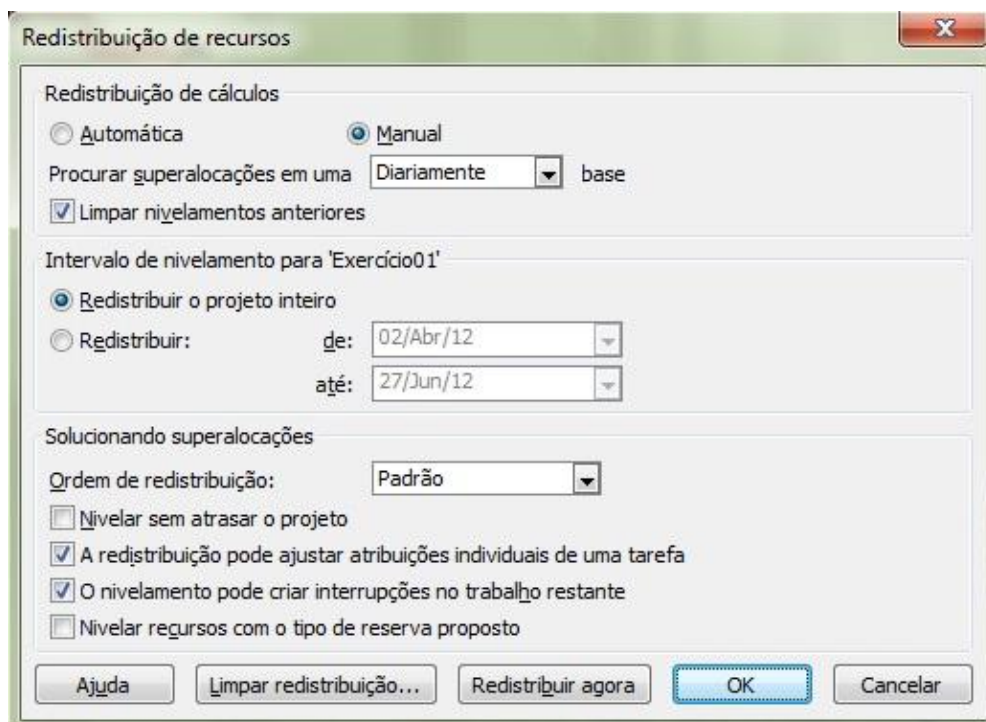 Redistribuição de recursos
Redistribuição de cálculos
Automática Manual
Procurar superalocações em uma Diariamente base
Limpar nivelamentos anteriores
Intervalo de nivelamento para 'Exercício01'
Redistribuir o projeto inteiro
Redistribuir: de: 02/Abr/12
até: 27/Jun/12
Solucionando superalocações
Ordem de redistribuição: Padrão
Nivelar sem atrasar o projeto
A redistribuição pode ajustar atribuições individuais de uma tarefa
O nivelamento pode criar interrupções no trabalho restante
Nivelar recursos com o tipo de reserva proposto
Ajuda Limpar redistribuição... Redistribuir agora OK Cancelar